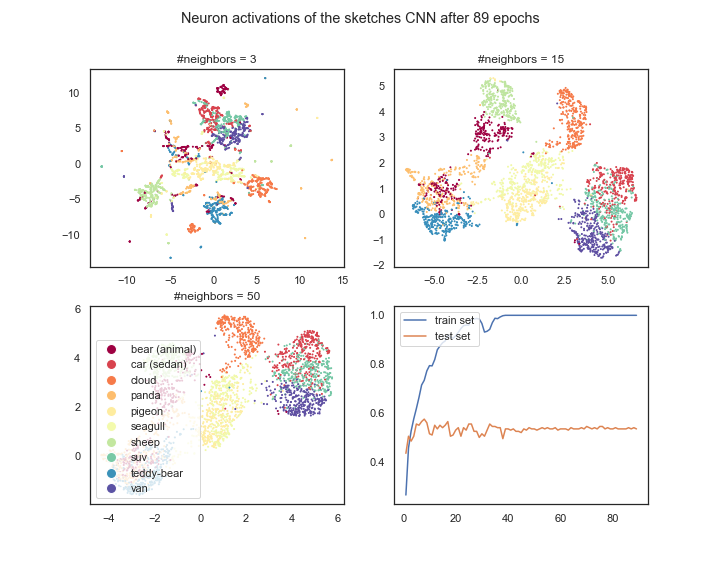 Neuron activations of the sketches CNN after 89 epochs
#neighbors = 3
10
5
0
−5
−10
−10
−5
0
5
10
15
#neighbors = 15
5
4
3
2
1
0
−1
−2
−5.0
−2.5
0.0
2.5
5.0
#neighbors = 50
6
4
2
0
bear (animal)
car (sedan)
cloud
panda
pigeon
seagull
sheep
suv
teddy-bear
van
−4
−2
0
2
4
6
1.0
0.8
0.6
0.4
train set
test set
0
20
40
60
80